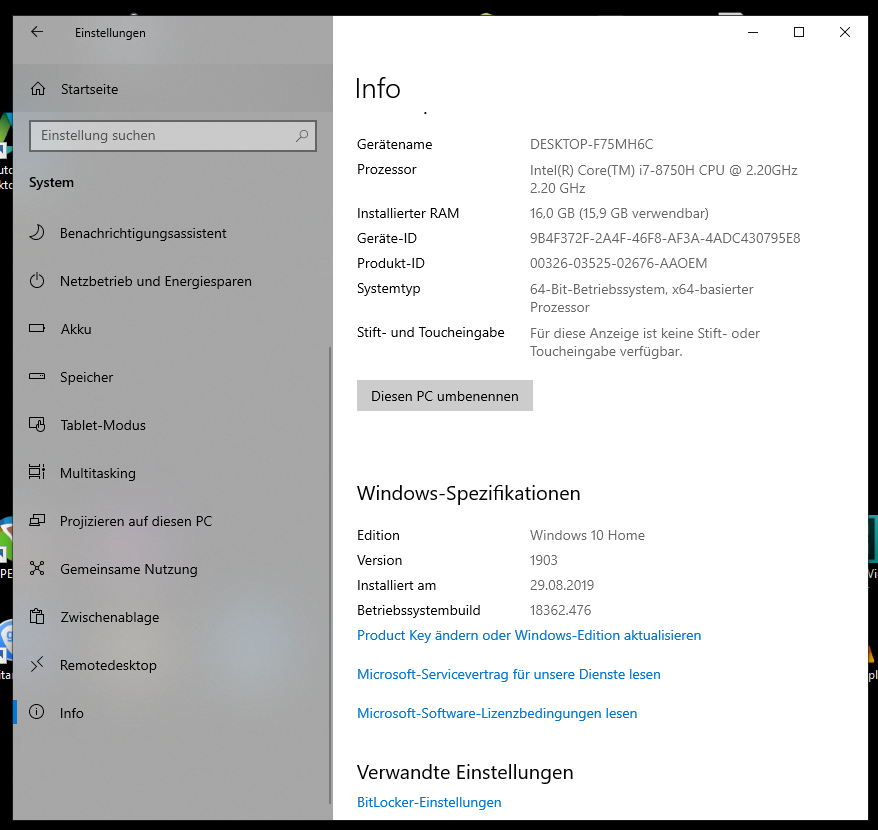 Einstellungen
Startseite
Einstellung suchen
System
Benachrichtigungsassistent
Netzbetrieb und Energiesparen
Akku
Speicher
Tablet-Modus
Multitasking
Projizieren auf diesen PC
Gemeinsame Nutzung
Zwischenablage
Remotedesktop
Info
Info
Gerätename DESKTOP-F75MH6C
Prozessor Intel(R) Core(TM) i7-8750H CPU @ 2.20GHz
2.20 GHz
Installierter RAM 16,0 GB (15,9 GB verwendbar)
Geräte-ID 9B4F372F-2A4F-46F8-AF3A-4ADC430795E8
Produkt-ID 00326-03525-02676-AAOEM
Systemtyp 64-Bit-Betriebssystem, x64-basierter
Prozessor
Stift- und Toucheingabe Für diese Anzeige ist keine Stift- oder
Toucheingabe verfügbar.
Diesen PC umbenennen
Windows-Spezifikationen
Edition Windows 10 Home
Version 1903
Installiert am 29.08.2019
Betriebssystembuild 18362.476
Product Key ändern oder Windows-Edition aktualisieren
Microsoft-Servicevertrag für unsere Dienste lesen
Microsoft-Software-Lizenzbedingungen lesen
Verwandte Einstellungen
BitLocker-Einstellungen